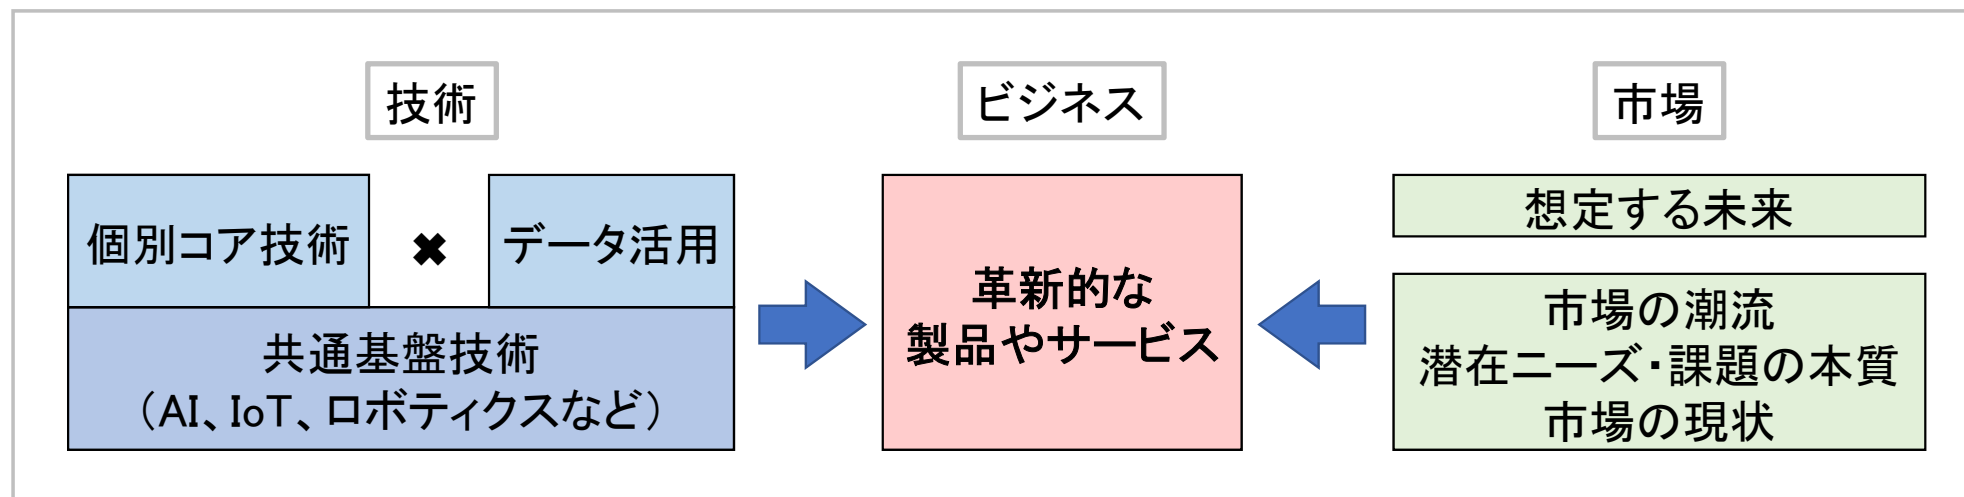 技術
ビジネス
市場
個別コア技術
✖
データ活用
共通基盤技術
（AI、IoT、ロボティクスなど）
革新的な
製品やサービス
想定する未来
市場の潮流
潜在ニーズ・課題の本質
市場の現状